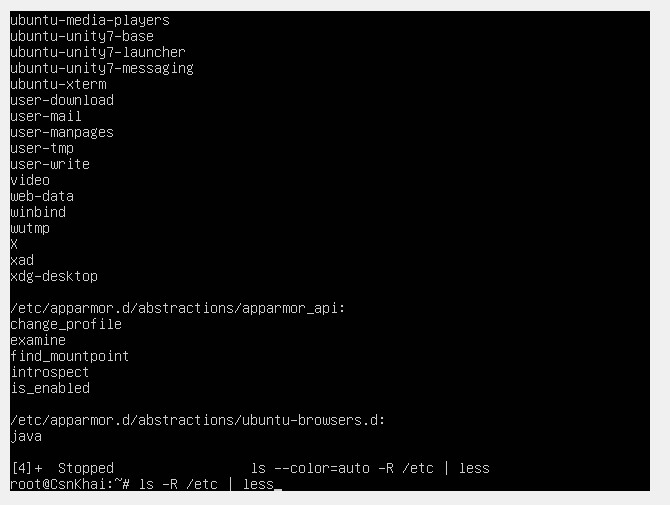 ubuntu-media-players
ubuntu-unity7-base
ubuntu-unity7-launcher
ubuntu-unity7-messaging
ubuntu-xterm
user-download
user-mail
user-manpages
user-tmp
user-write
video
web-data
winbind
wutmp
X
xad
xdg-desktop

/etc/apparmor.d/abstractions/apparmor_api:
change_profile
examine
find_mountpoint
introspect
is_enabled

/etc/apparmor.d/abstractions/ubuntu-browsers.d:
java

[4]+  Stopped                 ls --color=auto -R /etc | less
root@CsnKhai:~# ls -R /etc | less_